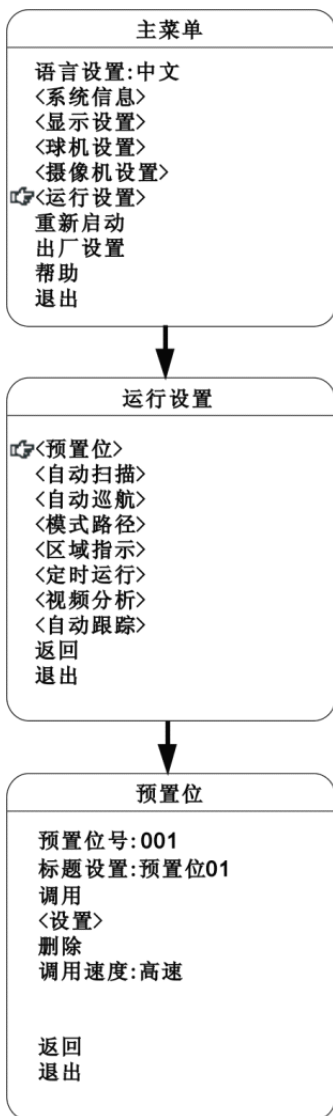 主菜单
语言设置:中文
<系统信息>
<显示设置>
<球机设置>
<摄像机设置>
<运行设置>
重新启动
出厂设置
帮助
退出
运行设置
<预置位>
<自动扫描>
<自动巡航>
<模式路径>
<区域指示>
<定时运行>
<视频分析>
<自动跟踪>
返回
退出
预置位
预置位号:001
标题设置:预置位01
调用
<设置>
删除
调用速度:高速
返回
退出